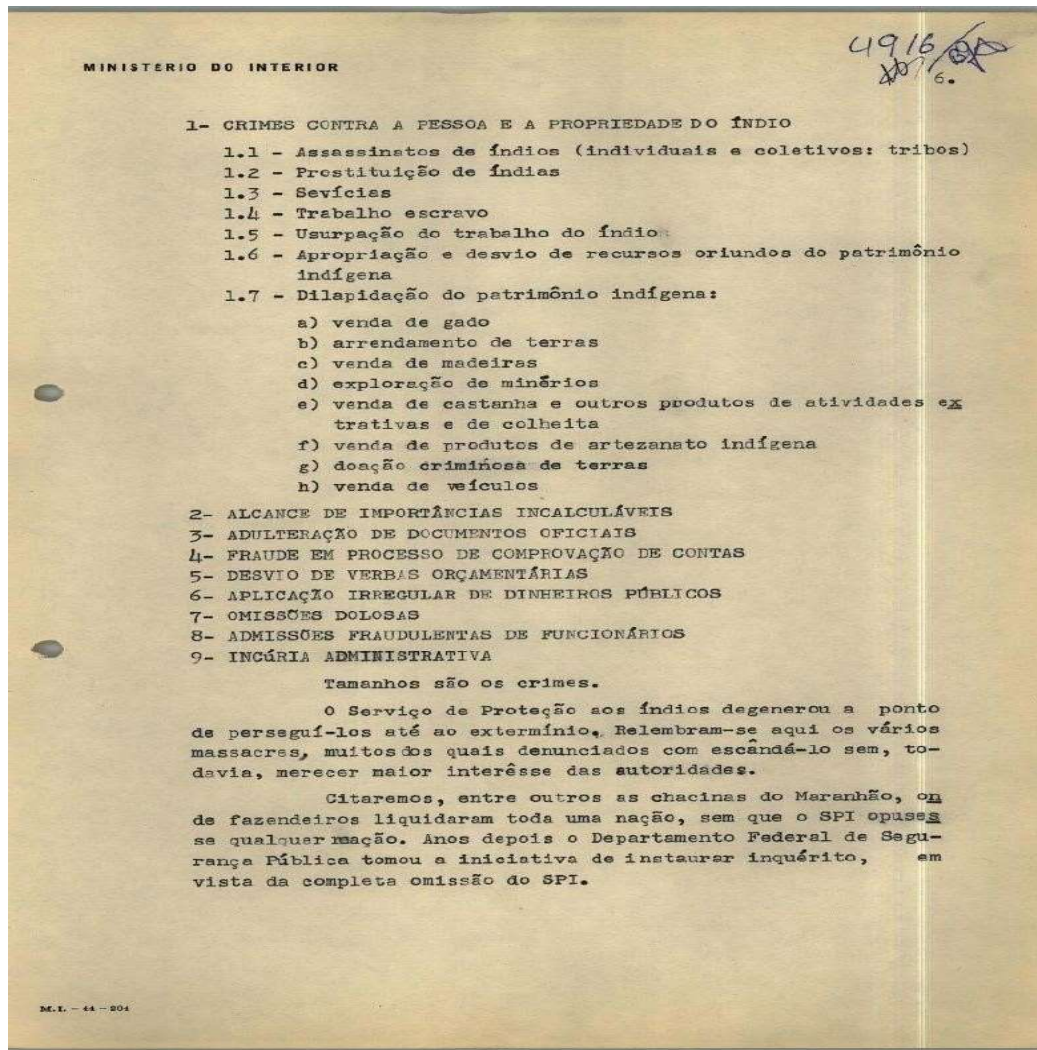 4916
MINISTÉRIO DO INTERIOR
6.
1- CRIMES CONTRA A PESSOA E A PROPRIEDADE DO ÍNDIO
1.1 - Assassinatos de índios (individuais e coletivos: tribos)
1.2 - Prostituição de índias
1.3 - Sevícias
1.4 - Trabalho escravo
1.5 - Usurpação do trabalho do índio
1.6 - Apropriação e desvio de recursos oriundos do patrimônio
indígena
1.7 - Dilapidação do patrimônio indígena:
a) venda de gado
b) arrendamento de terras
c) venda de madeiras
d) exploração de minérios
e) venda de castanha e outros produtos de atividades ex
trativas e de colheita
f) venda de produtos de artezanato indígena
g) doação criminosa de terras
h) venda de veículos
2- ALCANCE DE IMPORTÂNCIAS INCALCULÁVEIS
3- ADULTERAÇÃO DE DOCUMENTOS OFICIAIS
4- FRAUDE EM PROCESSO DE COMPROVAÇÃO DE CONTAS
5- DESVIO DE VERBAS ORÇAMENTÁRIAS
6- APLICAÇÃO IRREGULAR DE DINHEIROS PÚBLICOS
7- OMISSÕES DOLOSAS
8- ADMISSÕES FRAUDULENTAS DE FUNCIONÁRIOS
9- INCÚRIA ADMINISTRATIVA
Tamanhos são os crimes.
O Serviço de Proteção aos Índios degenerou a ponto
de perseguí-los até ao extermínio. Relembram-se aqui os vários
massacres, muitos dos quais denunciados com escândá-lo sem, to-
davia, merecer maior interêsse das autoridades.
Citaremos, entre outros as chacinas do Maranhão, on
de fazendeiros liquidaram toda uma nação, sem que o SPI opuses
se qualquer reação. Anos depois o Departamento Federal de Segu-
rança Pública tomou a iniciativa de instaurar inquérito, em
vista da completa omissão do SPI.
M.I. - 44 - 204